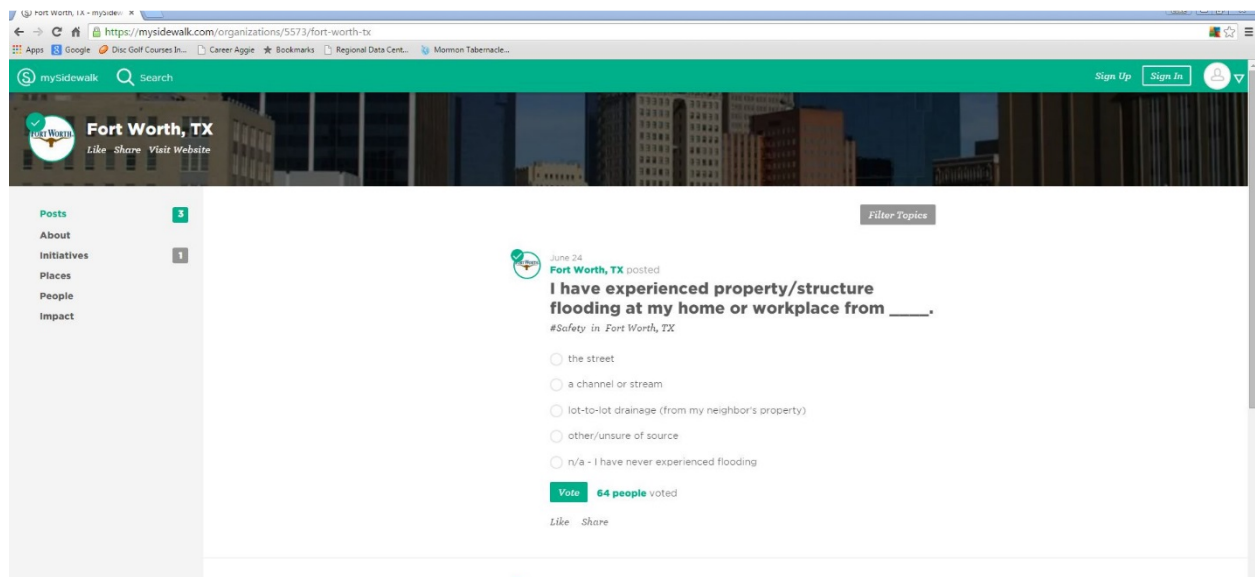 Fort Worth, TX - mySidew
https://mysidewalk.com/organizations/5573/fort-worth-tx
Apps Google Disc Golf Courses In... Career Aggie Bookmarks Regional Data Cent... Mormon Tabernacle...
mySidewalk Search Sign Up Sign In
FORT WORTH
Fort Worth, TX
Like Share Visit Website
Posts 3
About
Initiatives 1
Places
People
Impact
Filter Topics
June 24
Fort Worth, TX posted
I have experienced property/structure
flooding at my home or workplace from ____.
#Safety in Fort Worth, TX
the street
a channel or stream
lot-to-lot drainage (from my neighbor's property)
other/unsure of source
n/a - I have never experienced flooding
Vote 64 people voted
Like Share